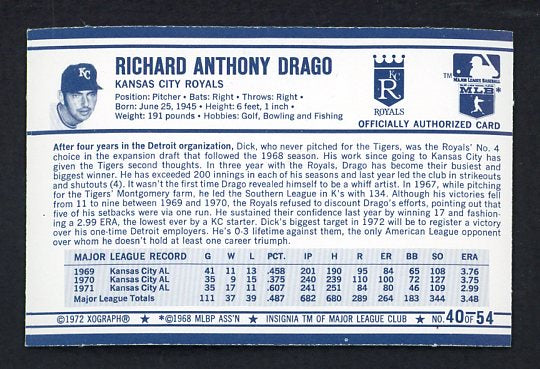 RICHARD ANTHONY DRAGO
KANSAS CITY ROYALS
Position: Pitcher • Bats: Right • Throws: Right •
Born: June 25, 1945 • Height: 6 feet, 1 inch •
Weight: 191 pounds • Hobbies: Golf, Bowling and Fishing
KC
KC
R
ROYALS
TM
MAJOR LEAGUE BASEBALL
MLB*
OFFICIALLY AUTHORIZED CARD
After four years in the Detroit organization, Dick, who never pitched for the Tigers, was the Royals' No. 4
choice in the expansion draft that followed the 1968 season. His work since going to Kansas City has
given the Tigers second thoughts. In three year with the Royals, Drago has become their busiest and
biggest winner. He has exceeded 200 innings in each of his seasons and last year led the club in strikeouts
and shutouts (4). It wasn't the first time Drago revealed himself to be a whiff artist. In 1967, while pitching
for the Tigers' Montgomery farm, he led the Southern League in K's with 134. Although his victories fell
from 11 to nine between 1969 and 1970, the Royals refused to discount Drago's efforts, pointing out that
five of his setbacks were via one run. He sustained their confidence last year by winning 17 and fashion-
ing a 2.99 ERA, the lowest ever by a KC starter. Dick's biggest target in 1972 will be to register a victory
over his one-time Detroit employers. He's 0-3 lifetime against them, the only American League opponent
over whom he doesn't hold at least one career triumph.
MAJOR LEAGUE RECORD G W L PCT. IP H R ER BB SO ERA
1969 Kansas City AL 41 11 13 .458 201 190 95 84 65 108 3.76
1970 Kansas City AL 35 9 15 .375 240 239 110 100 72 127 3.75
1971 Kansas City AL 35 17 11 .607 241 251 84 80 46 109 2.99
Major League Totals 111 37 39 .487 682 680 289 264 183 344 3.48
©1972 XOGRAPH® ★ *©1968 MLBP ASS'N ★ INSIGNIA TM OF MAJOR LEAGUE CLUB ★ NO. 40 OF 54